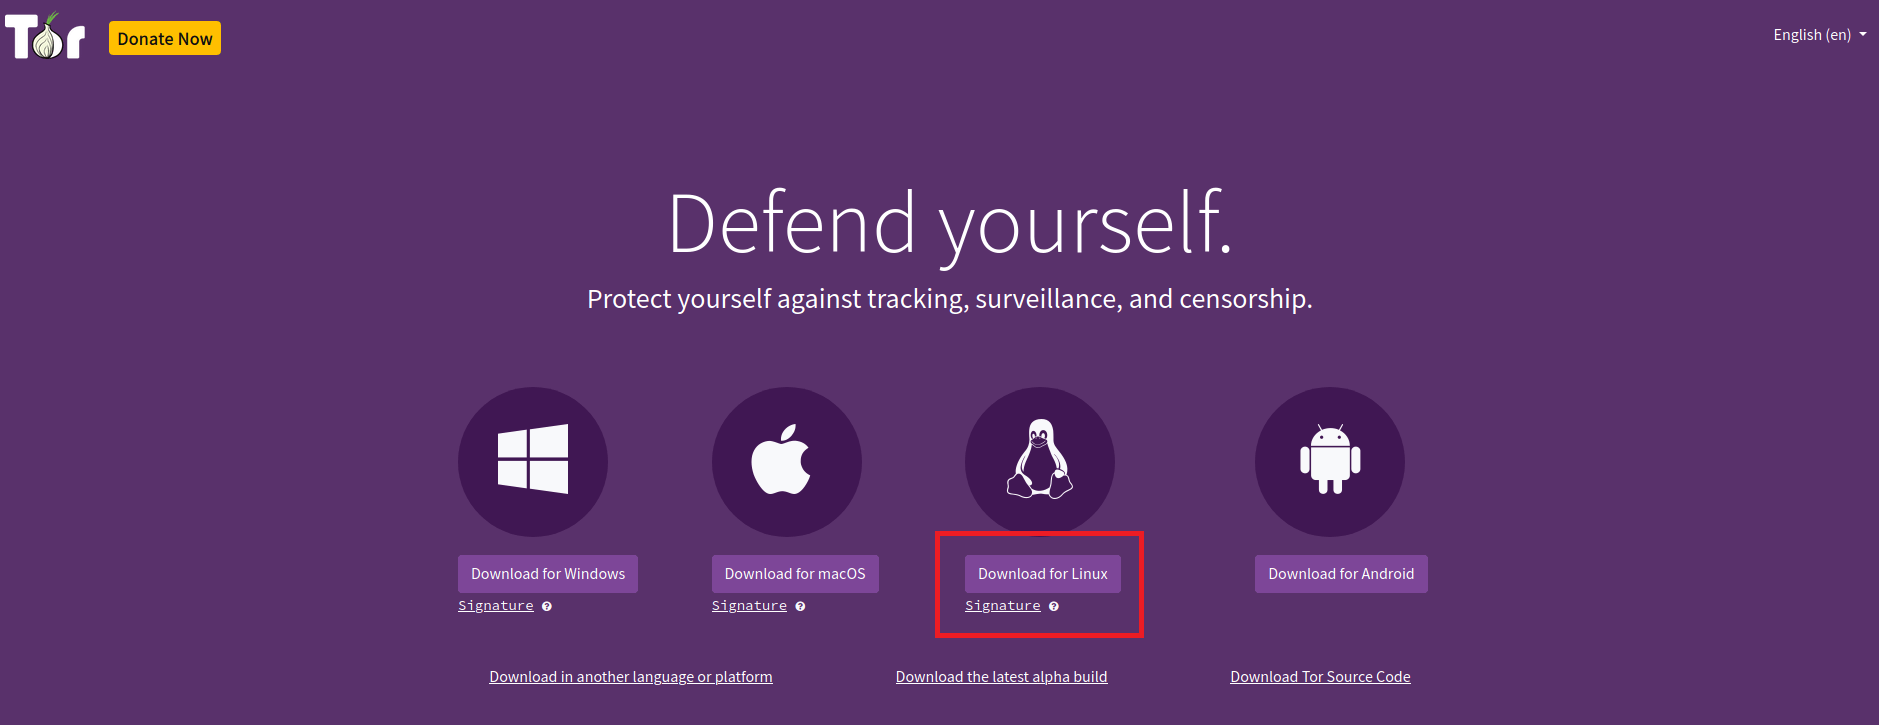 Tor
Donate Now
English (en)
Defend yourself.
Protect yourself against tracking, surveillance, and censorship.
Download for Windows
Signature ?
Download for macOS
Signature ?
Download for Linux
Signature ?
Download for Android
Download in another language or platform
Download the latest alpha build
Download Tor Source Code